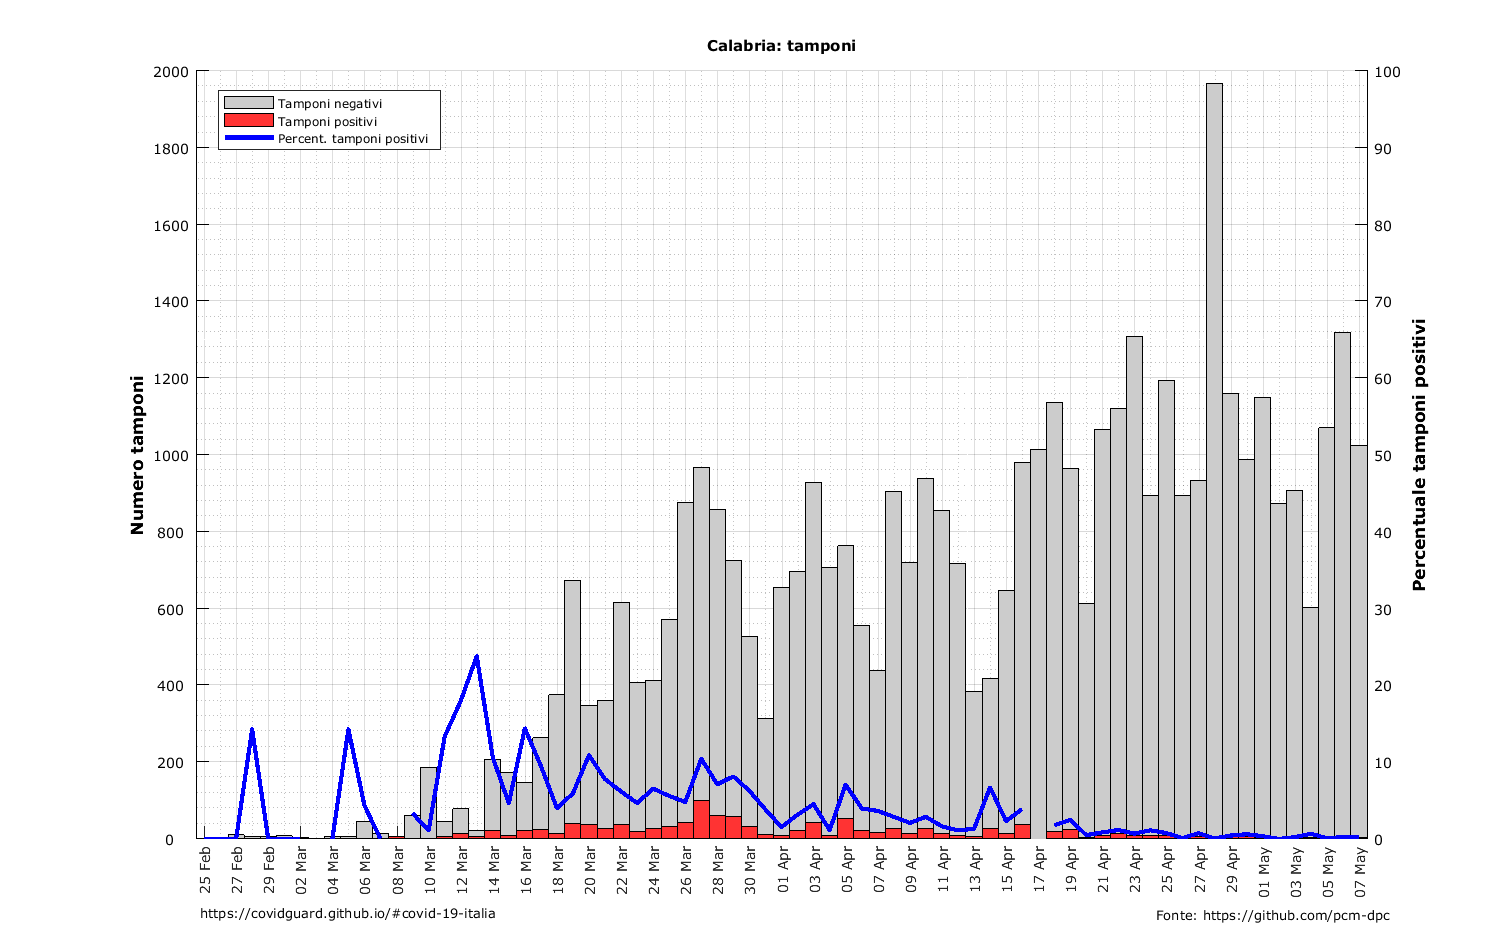 Calabria: tamponi
2000
1800
1600
1400
1200
1000
800
600
400
200
0
Numero tamponi
Tamponi negativi
Tamponi positivi
Percent. tamponi positivi
100
90
80
70
60
50
40
30
20
10
0
Percentuale tamponi positivi
25 Feb
27 Feb
29 Feb
02 Mar
04 Mar
06 Mar
08 Mar
10 Mar
12 Mar
14 Mar
16 Mar
18 Mar
20 Mar
22 Mar
24 Mar
26 Mar
28 Mar
30 Mar
01 Apr
03 Apr
05 Apr
07 Apr
09 Apr
11 Apr
13 Apr
15 Apr
17 Apr
19 Apr
21 Apr
23 Apr
25 Apr
27 Apr
29 Apr
01 May
03 May
05 May
07 May
https://covidguard.github.io/#covid-19-italia
Fonte: https://github.com/pcm-dpc